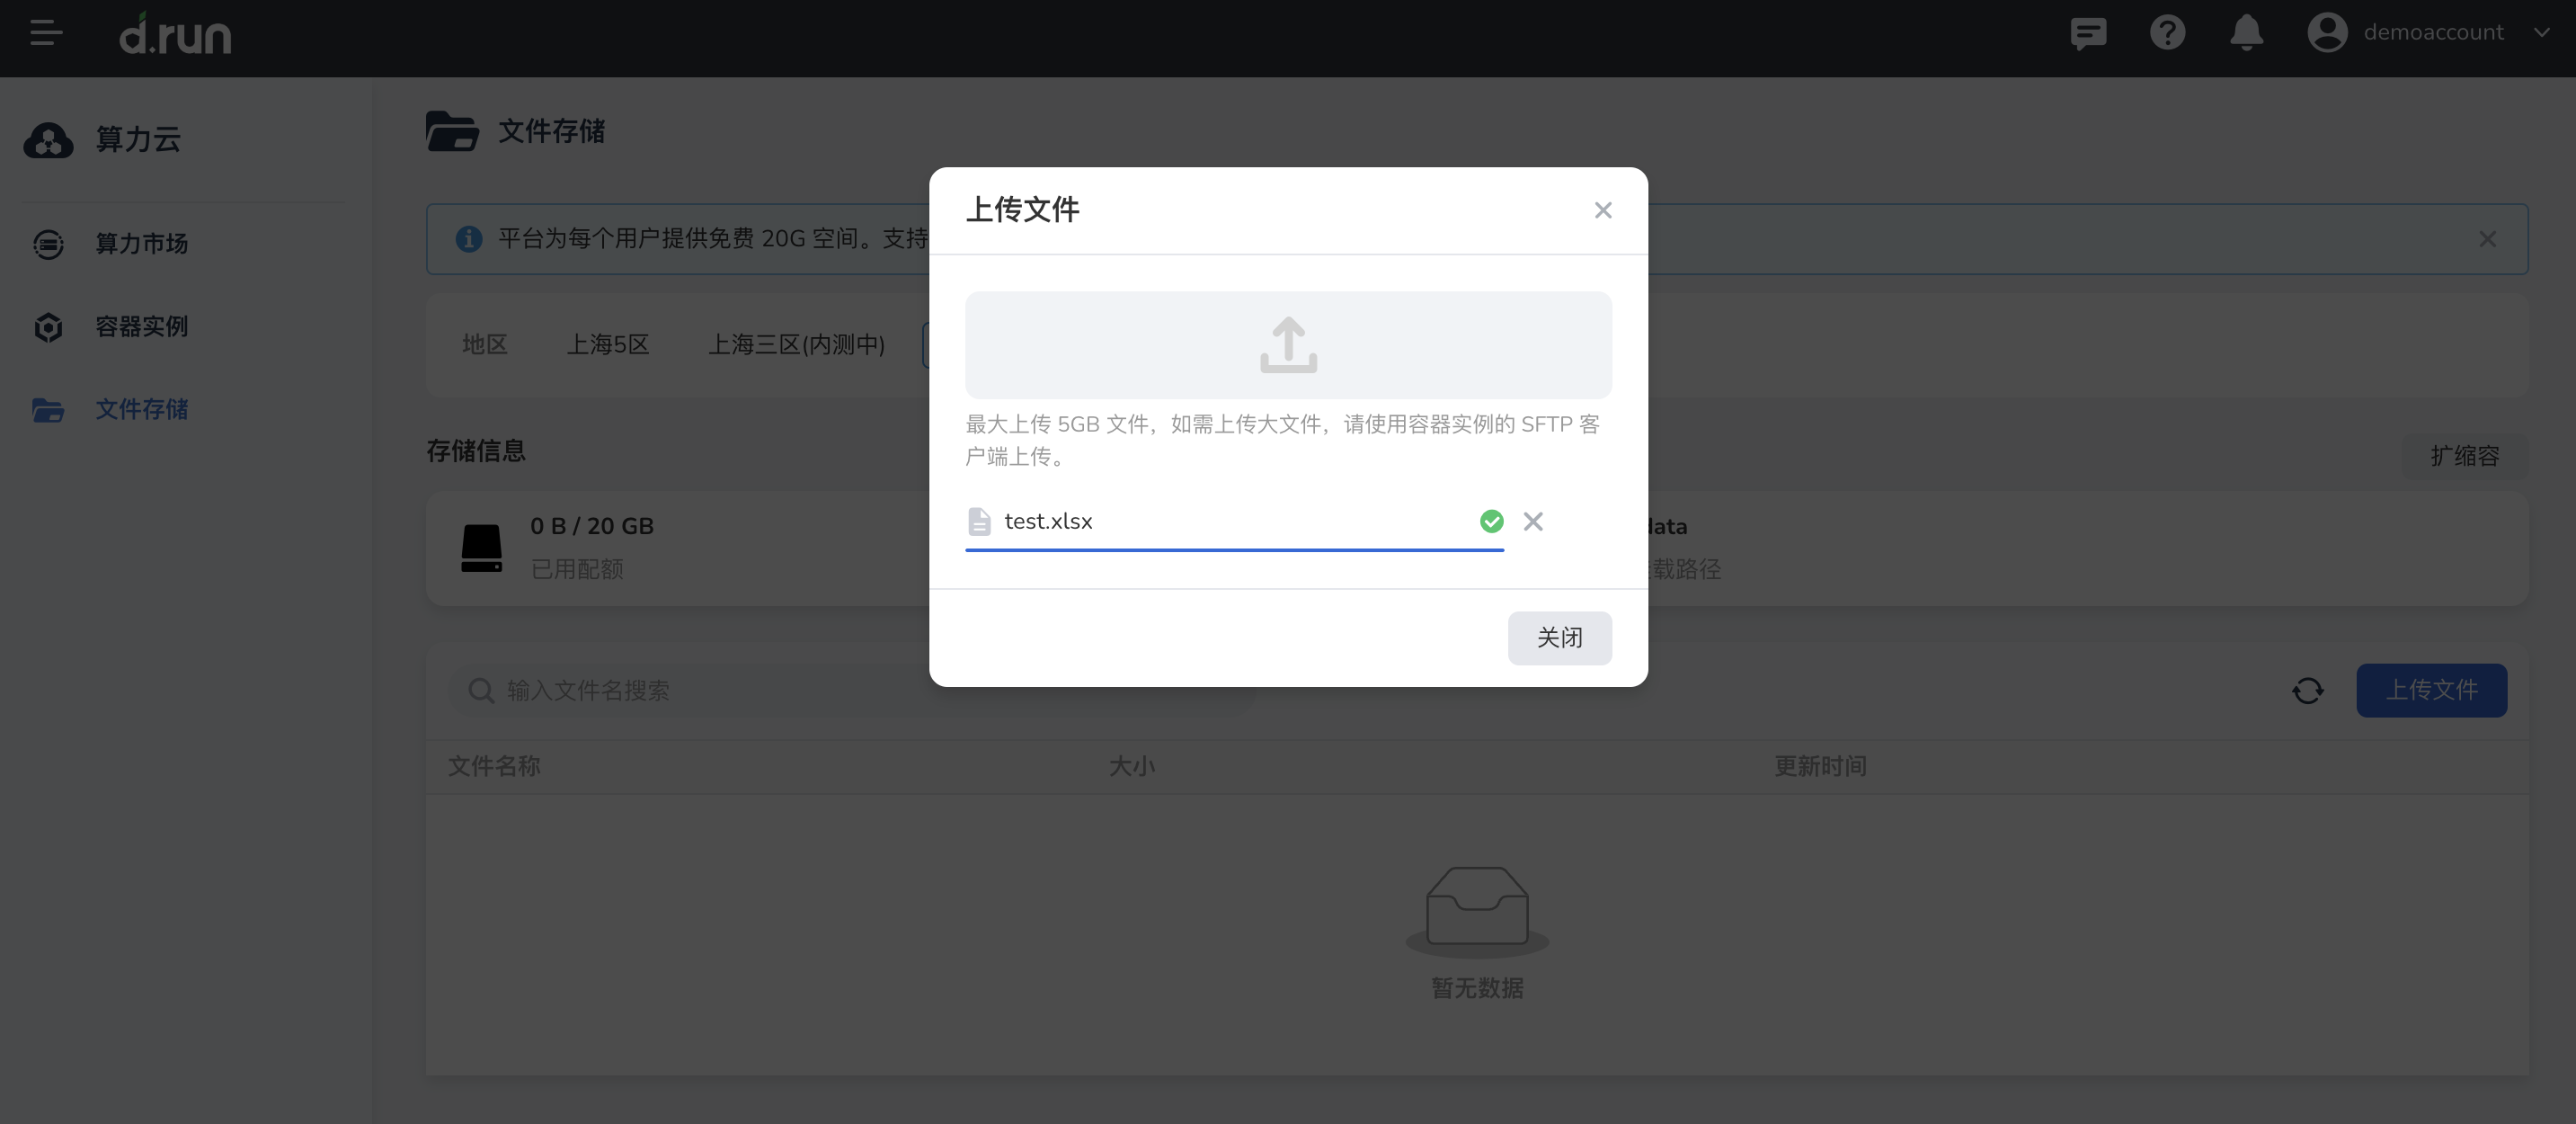 d.run
demoaccount
算力云
算力市场
容器实例
文件存储
文件存储
平台为每个用户提供免费 20G 空间。支持
地区
上海5区
上海三区(内测中)
存储信息
扩缩容
0 B / 20 GB
已用配额
data
载路径
输入文件名搜索
上传文件
文件名称
大小
更新时间
暂无数据
上传文件
最大上传 5GB 文件，如需上传大文件，请使用容器实例的 SFTP 客
户端上传。
test.xlsx
关闭